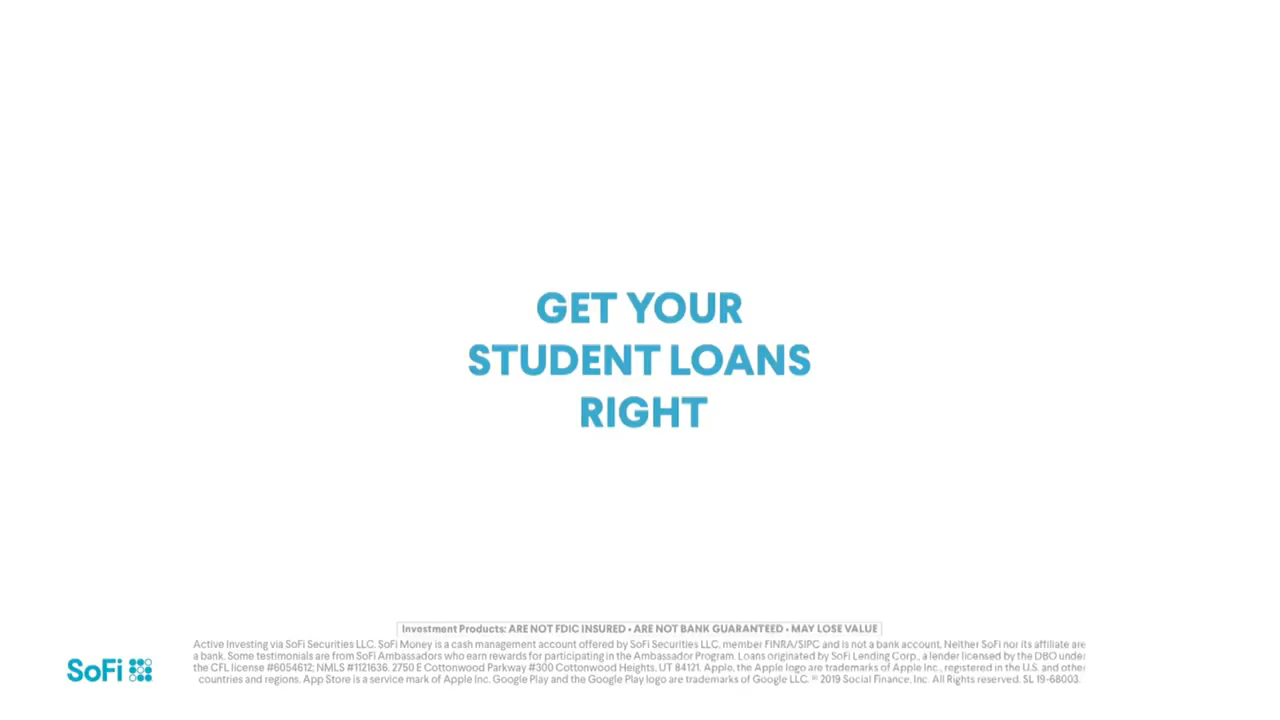 GET YOUR
STUDENT LOANS
RIGHT
Investment Products: ARE NOT FDIC INSURED • ARE NOT BANK GUARANTEED • MAY LOSE VALUE
Active Investing via SoFi Securities LLC. SoFi Money is a cash management account offered by SoFi Securities LLC, member FINRA/SIPC and is not a bank account. Neither SoFi nor its affiliate are
a bank. Some testimonials are from SoFi Ambassadors who earn rewards for participating in the Ambassador Program. Loans originated by SoFi Lending Corp., a lender licensed by the DBO under
the CFL license #6054612; NMLS #1121636. 2750 E Cottonwood Parkway #300 Cottonwood Heights, UT 84121. Apple, the Apple logo are trademarks of Apple Inc., registered in the U.S. and other
countries and regions. App Store is a service mark of Apple Inc. Google Play and the Google Play logo are trademarks of Google LLC. © 2019 Social Finance, Inc. All Rights reserved. SL 19-68003.
SoFi